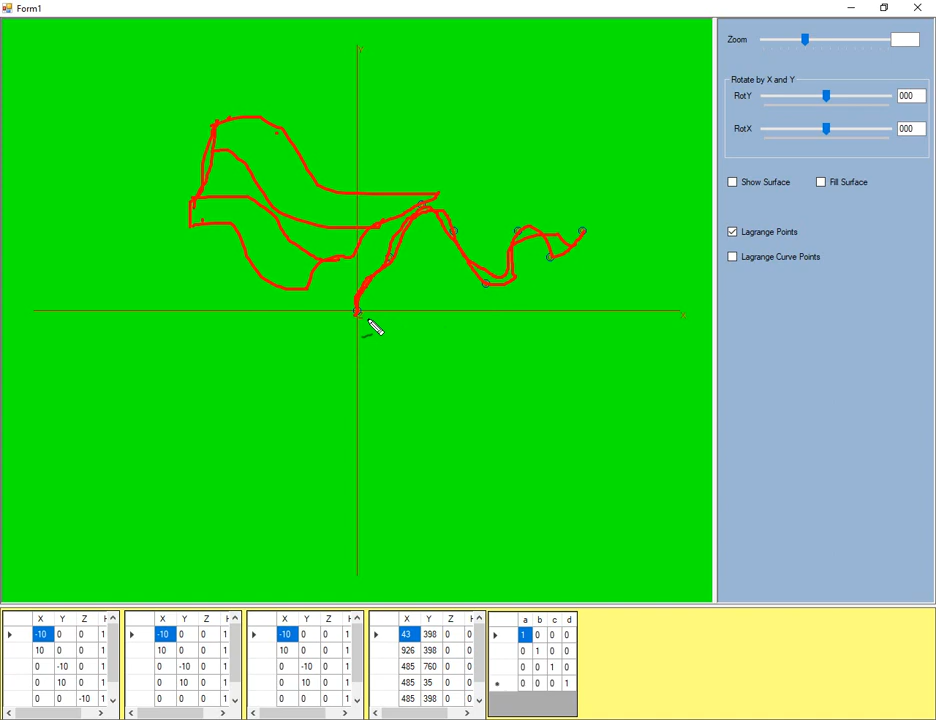 Form1
Y
Zoom
Rotate by X and Y
RotY 000
RotX 000
Show Surface Fill Surface
Lagrange Points
Lagrange Curve Points
X
X Y Z
-10 0 0 1
10 0 0 1
0 -10 0 1
0 10 0 1
0 0 -10 1
X Y Z
-10 0 0 1
10 0 0 1
0 -10 0 1
0 10 0 1
0 0 0 1
X Y Z
-10 0 0 1
10 0 0 1
0 -10 0 1
0 10 0 1
0 0 0 1
X Y Z
43 398 0 0
926 398 0 0
485 760 0 0
485 35 0 0
485 398 0 0
a b c d
1 0 0 0
0 1 0 0
0 0 1 0
0 0 0 1